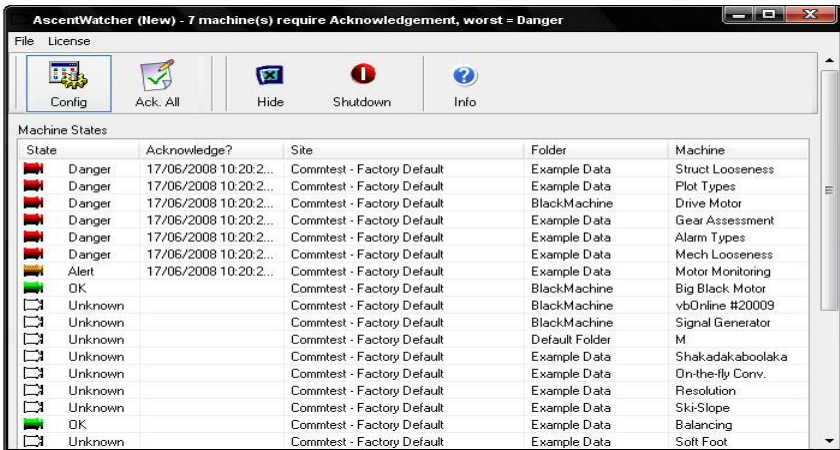 AscentWatcher (New) - 7 machine(s) require Acknowledgement, worst = Danger
File License
Config Ack. All Hide Shutdown Info
Machine States
State Acknowledge? Site Folder Machine
Danger 17/06/2008 10:20:2... Commtest - Factory Default Example Data Struct Looseness
Danger 17/06/2008 10:20:2... Commtest - Factory Default Example Data Plot Types
Danger 17/06/2008 10:20:2... Commtest - Factory Default BlackMachine Drive Motor
Danger 17/06/2008 10:20:2... Commtest - Factory Default Example Data Gear Assessment
Danger 17/06/2008 10:20:2... Commtest - Factory Default Example Data Alarm Types
Danger 17/06/2008 10:20:2... Commtest - Factory Default Example Data Mech Looseness
Alert 17/06/2008 10:20:2... Commtest - Factory Default Example Data Motor Monitoring
OK Commtest - Factory Default BlackMachine Big Black Motor
Unknown Commtest - Factory Default BlackMachine vbOnline #20009
Unknown Commtest - Factory Default BlackMachine Signal Generator
Unknown Commtest - Factory Default Default Folder M
Unknown Commtest - Factory Default Example Data Shakadakaboolaka
Unknown Commtest - Factory Default Example Data On-the-fly Conv.
Unknown Commtest - Factory Default Example Data Resolution
Unknown Commtest - Factory Default Example Data Ski-Slope
OK Commtest - Factory Default Example Data Balancing
Unknown Commtest - Factory Default Example Data Soft Foot